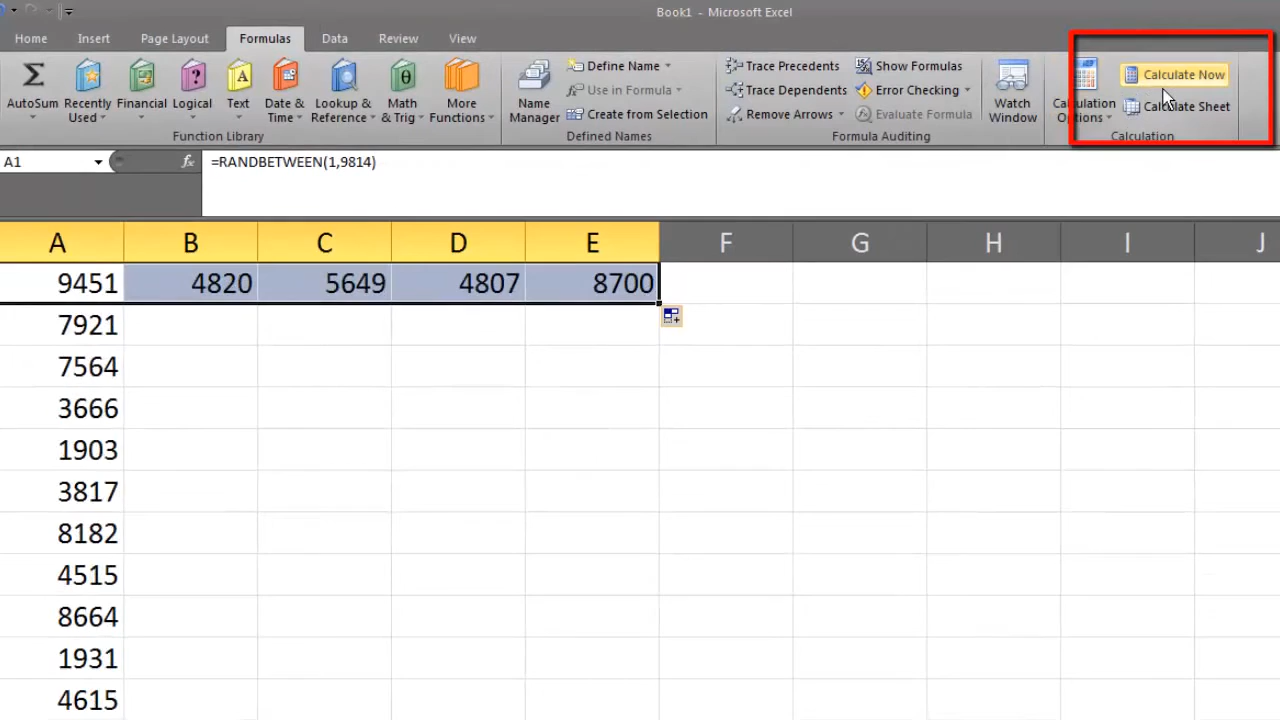 Book1 - Microsoft Excel
Home Insert Page Layout Formulas Data Review View
AutoSum
Recently Used
Financial
Logical
Text
Date & Time
Lookup & Reference
Math & Trig
More Functions
Function Library
Name Manager
Define Name
Use in Formula
Create from Selection
Defined Names
Trace Precedents
Trace Dependents
Remove Arrows
Show Formulas
Error Checking
Evaluate Formula
Formula Auditing
Watch Window
Calculation Options
Calculate Now
Calculate Sheet
Calculation
A1 fx =RANDBETWEEN(1,9814)
A B C D E F G H I J
9451 4820 5649 4807 8700
7921
7564
3666
1903
3817
8182
4515
8664
1931
4615